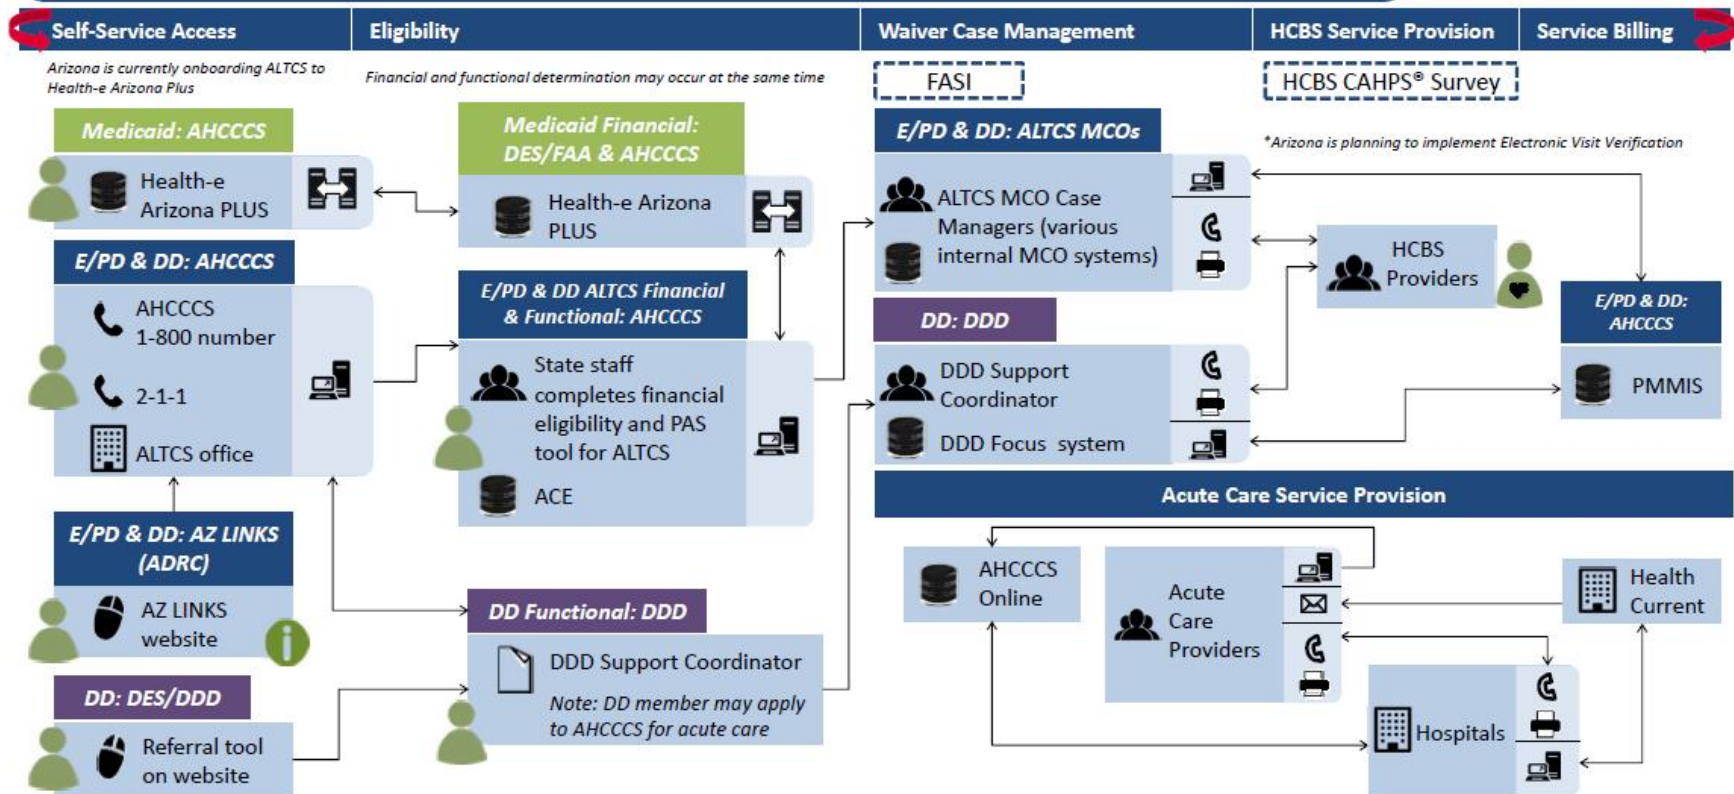 Self-Service Access
Eligibility
Waiver Case Management
HCBS Service Provision
Service Billing
Arizona is currently onboarding ALTCS to
Health-e Arizona Plus
Financial and functional determination may occur at the same time
FASI
HCBS CAHPS® Survey
*Arizona is planning to implement Electronic Visit Verification
Medicaid: AHCCCS
Health-e
Arizona PLUS
E/PD & DD: AHCCCS
AHCCCS
1-800 number
2-1-1
ALTCS office
E/PD & DD: AZ LINKS
(ADRC)
AZ LINKS
website
i
DD: DES/DDD
Referral tool
on website
Medicaid Financial:
DES/FAA & AHCCCS
Health-e Arizona
PLUS
E/PD & DD ALTCS Financial
& Functional: AHCCCS
State staff
completes financial
eligibility and PAS
tool for ALTCS
ACE
DD Functional: DDD
DDD Support Coordinator
Note: DD member may apply
to AHCCCS for acute care
E/PD & DD: ALTCS MCOs
ALTCS MCO Case
Managers (various
internal MCO systems)
DD: DDD
DDD Support
Coordinator
DDD Focus system
HCBS
Providers
E/PD & DD:
AHCCCS
PMMIS
Acute Care Service Provision
AHCCCS
Online
Acute
Care
Providers
Health
Current
Hospitals